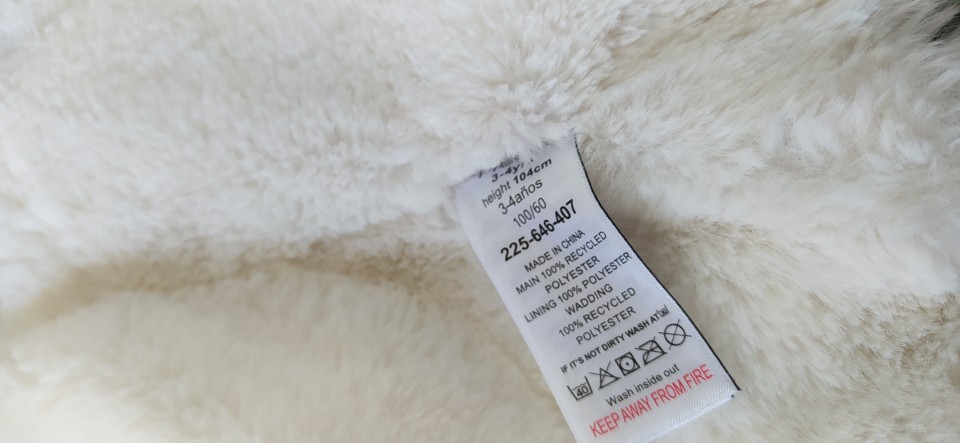 3-4y
height 104cm
3-4años
100/60
225-646-407
MADE IN CHINA
MAIN 100% RECYCLED
POLYESTER
LINING 100% POLYESTER
WADDING
100% RECYCLED
POLYESTER
IF IT'S NOT DIRTY WASH AT
40
Wash inside out
KEEP AWAY FROM FIRE